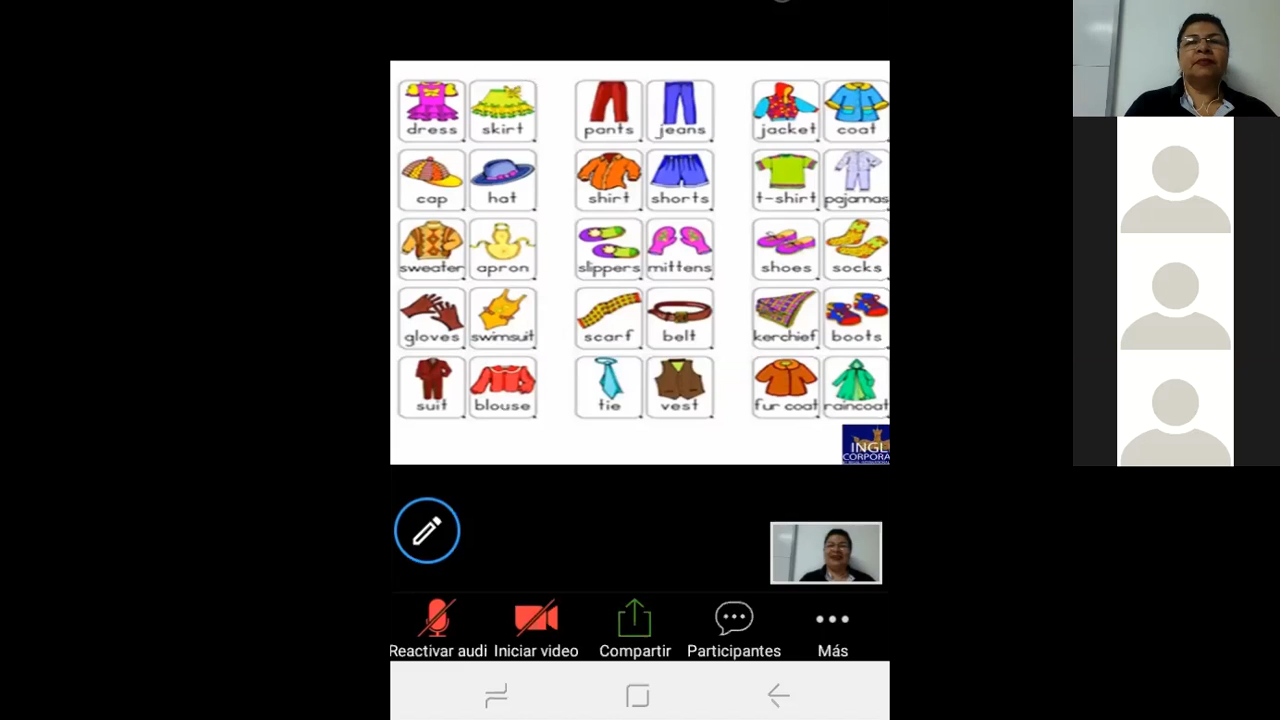 dress skirt pants jeans jacket coat
cap hat shirt shorts t-shirt pajamas
sweater apron slippers mittens shoes socks
gloves swimsuit scarf belt kerchief boots
suit blouse tie vest fur coat raincoat
INGL
CORPORA
Reactivar audi Iniciar video Compartir Participantes Más